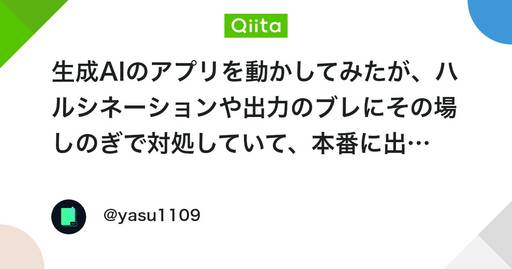 Qiita
生成AIのアプリを動かしてみたが、ハ
ルシネーションや出力のブレにその場
しのぎで対処していて、本番に出…
@yasu1109